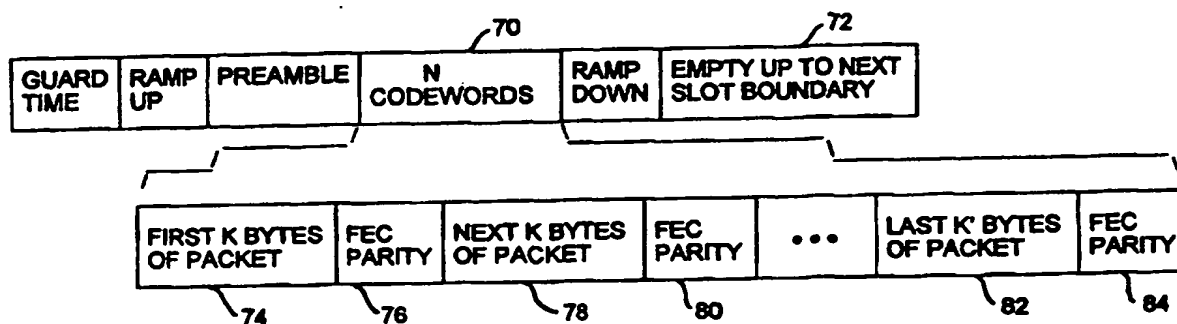 70
72
GUARD TIME
RAMP UP
PREAMBLE
N CODEWORDS
RAMP DOWN
EMPTY UP TO NEXT SLOT BOUNDARY
FIRST K BYTES OF PACKET
FEC PARITY
NEXT K BYTES OF PACKET
FEC PARITY
•••
LAST K' BYTES OF PACKET
FEC PARITY
74
76
78
80
82
84